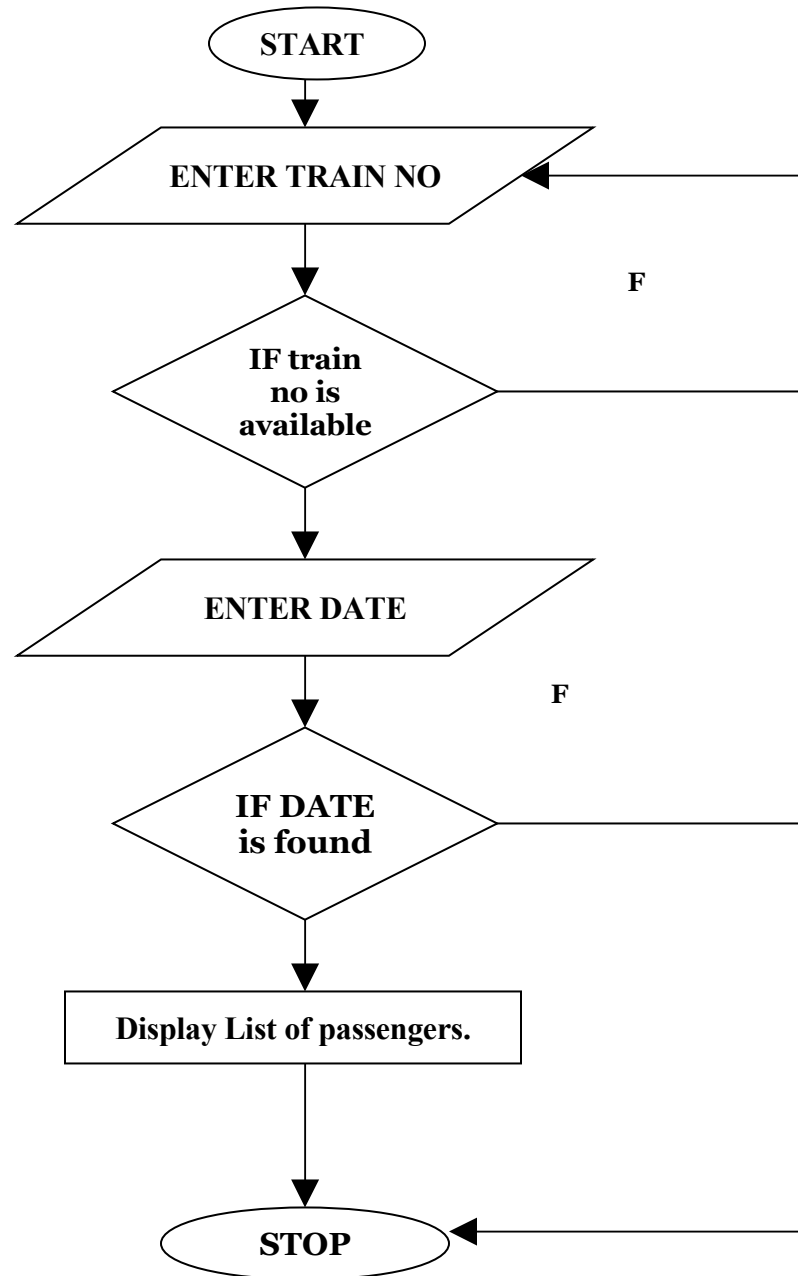 START
ENTER TRAIN NO
F
IF train
no is
available
ENTER DATE
F
IF DATE
is found
Display List of passengers.
STOP